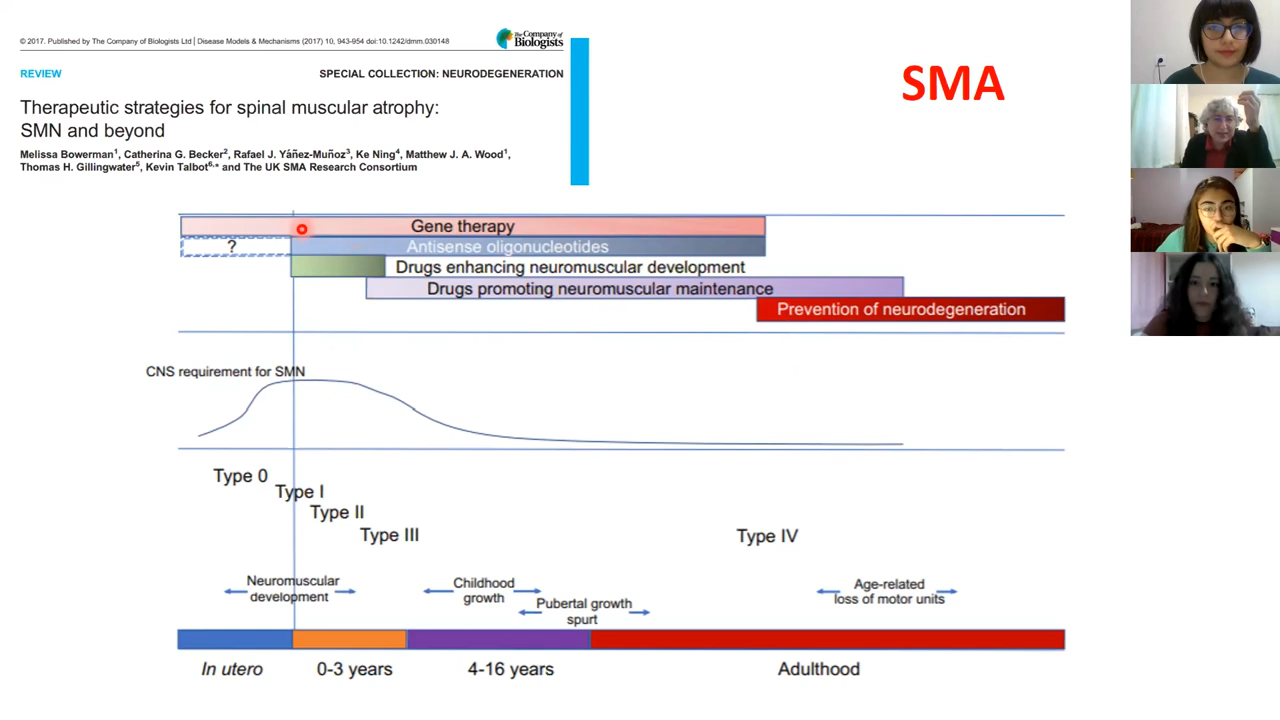 © 2017. Published by The Company of Biologists Ltd | Disease Models & Mechanisms (2017) 10, 943-954 doi:10.1242/dmm.030148
The Company of
Biologists
REVIEW
SPECIAL COLLECTION: NEURODEGENERATION
SMA
Therapeutic strategies for spinal muscular atrophy:
SMN and beyond
Melissa Bowerman1, Catherina G. Becker2, Rafael J. Yáñez-Muñoz3, Ke Ning4, Matthew J. A. Wood1,
Thomas H. Gillingwater5, Kevin Talbot6,* and The UK SMA Research Consortium
Gene therapy
?
Antisense oligonucleotides
Drugs enhancing neuromuscular development
Drugs promoting neuromuscular maintenance
Prevention of neurodegeneration
CNS requirement for SMN
Type 0
Type I
Type II
Type III
Type IV
Neuromuscular
development
Childhood
growth
Pubertal growth
spurt
Age-related
loss of motor units
In utero
0-3 years
4-16 years
Adulthood